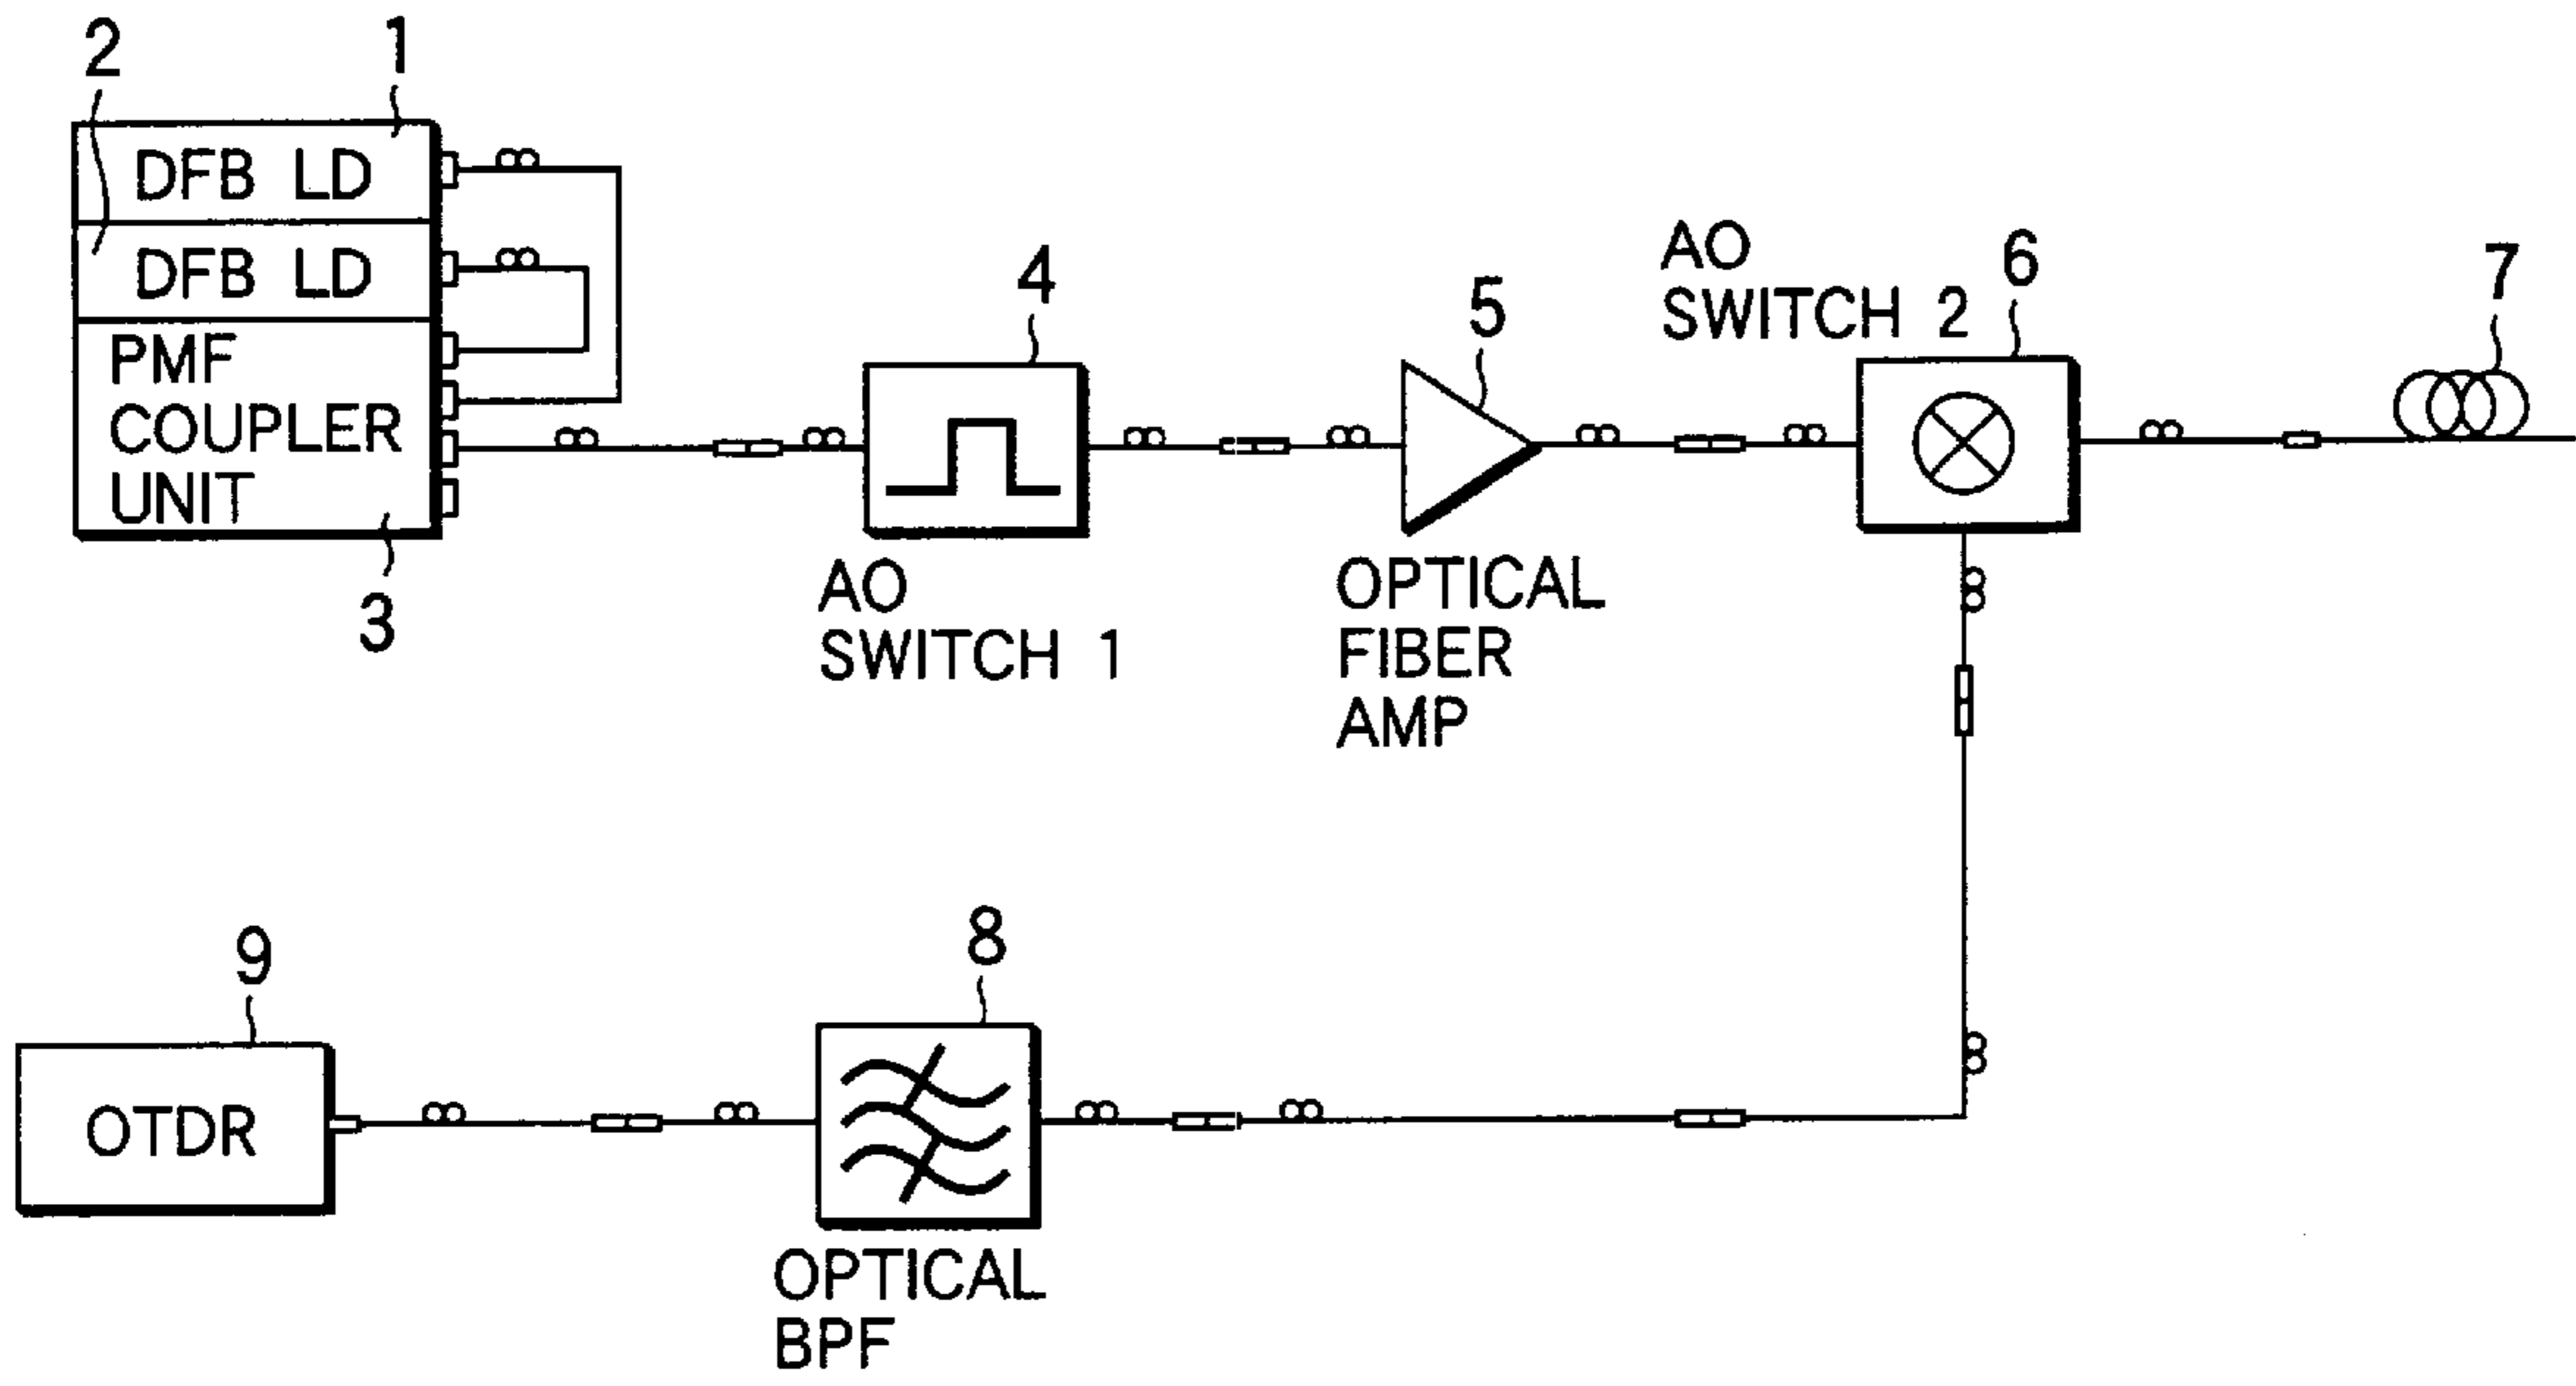 2
1
DFB LD
DFB LD
PMF
COUPLER
UNIT
3
4
AO
SWITCH 1
5
OPTICAL
FIBER
AMP
AO
SWITCH 2
6
7
9
OTDR
8
OPTICAL
BPF